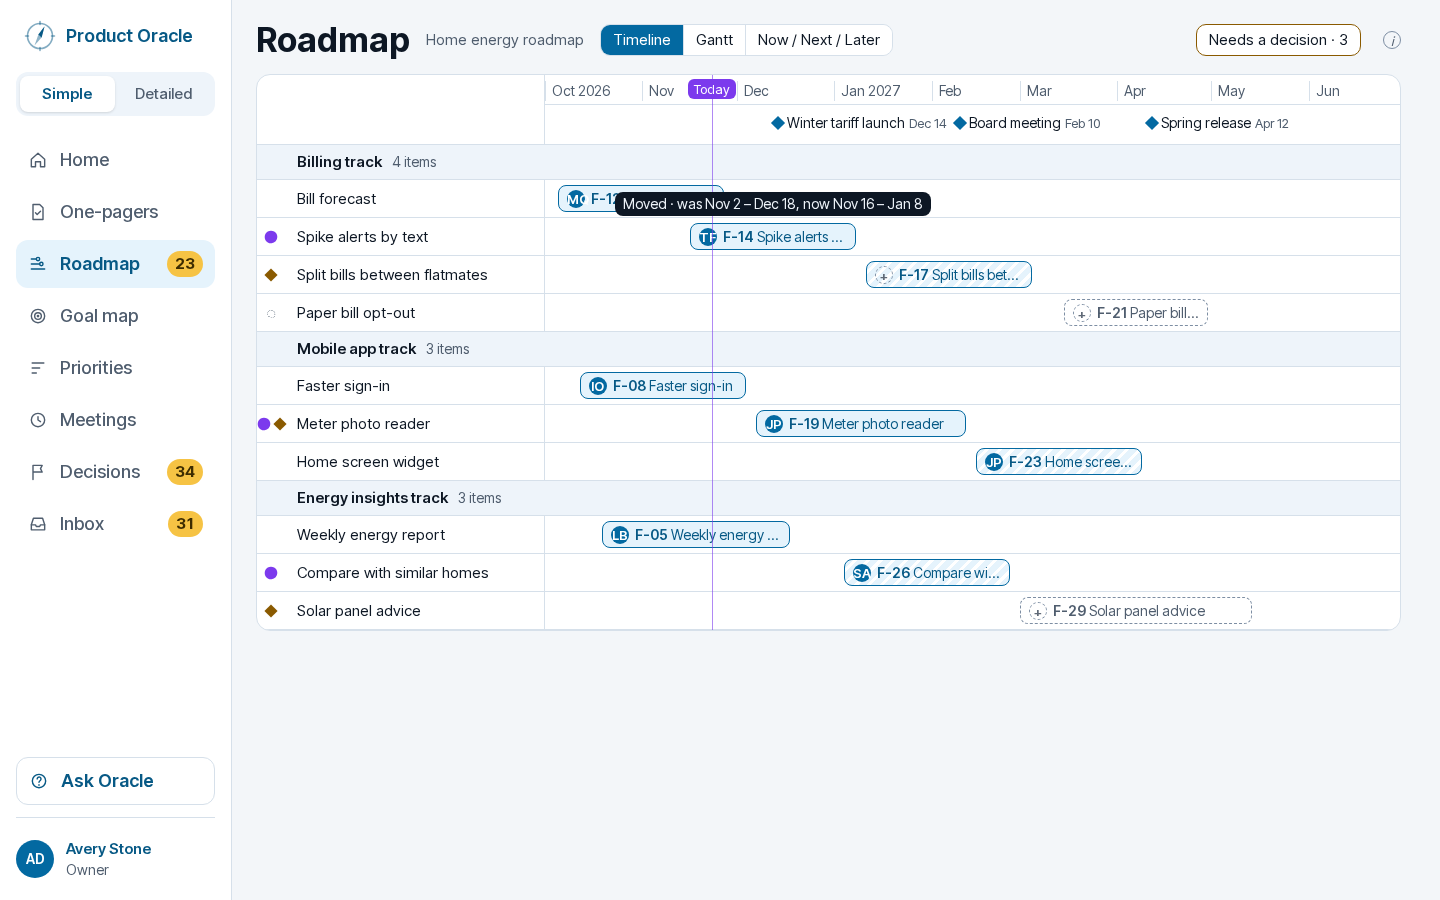 Product Oracle
Simple Detailed
Home
One-pagers
Roadmap 23
Goal map
Priorities
Meetings
Decisions 34
Inbox 31
Ask Oracle
AD Avery Stone
Owner
Roadmap Home energy roadmap Timeline Gantt Now / Next / Later Needs a decision · 3 i
Oct 2026 Nov Today Dec Jan 2027 Feb Mar Apr May Jun
Winter tariff launch Dec 14 Board meeting Feb 10 Spring release Apr 12
Billing track 4 items
Bill forecast
Moved · was Nov 2 – Dec 18, now Nov 16 – Jan 8
Spike alerts by text TF F-14 Spike alerts ...
Split bills between flatmates + F-17 Split bills bet...
Paper bill opt-out + F-21 Paper bill...
Mobile app track 3 items
Faster sign-in IO F-08 Faster sign-in
Meter photo reader JP F-19 Meter photo reader
Home screen widget JP F-23 Home scree...
Energy insights track 3 items
Weekly energy report LB F-05 Weekly energy ...
Compare with similar homes SA F-26 Compare wi...
Solar panel advice + F-29 Solar panel advice